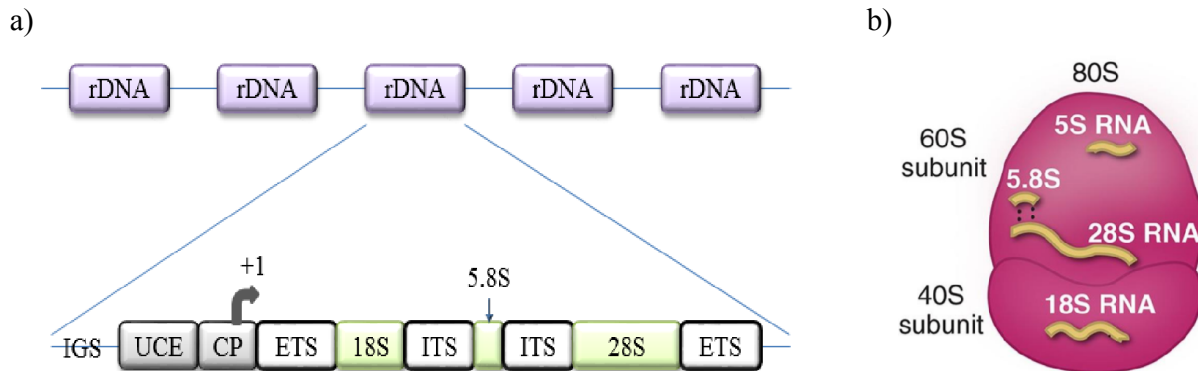 a)
rDNA rDNA rDNA rDNA rDNA
+1
5.8S
IGS UCE CP ETS 18S ITS ITS 28S ETS
b)
80S
5S RNA
60S
subunit
5.8S
28S RNA
40S
subunit
18S RNA